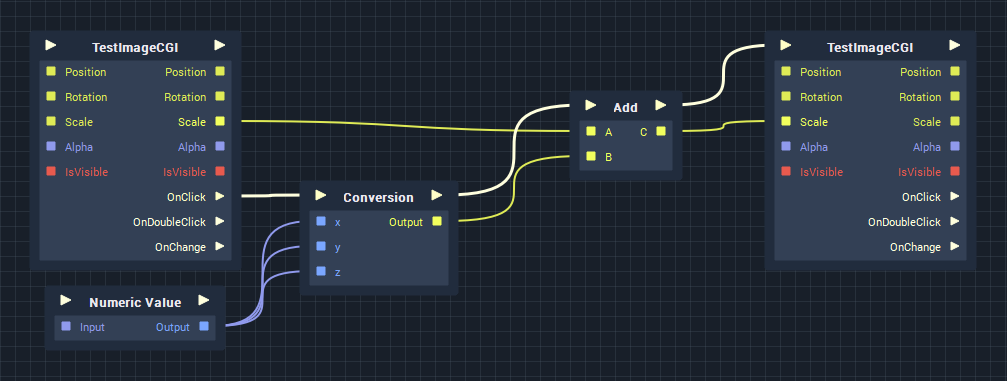 TestImageCGI
Position Position
Rotation Rotation
Scale Scale
Alpha Alpha
IsVisible IsVisible
OnClick
OnDoubleClick
OnChange
Numeric Value
Input Output
Conversion
x Output
y
z
Add
A C
B
TestImageCGI
Position Position
Rotation Rotation
Scale Scale
Alpha Alpha
IsVisible IsVisible
OnClick
OnDoubleClick
OnChange